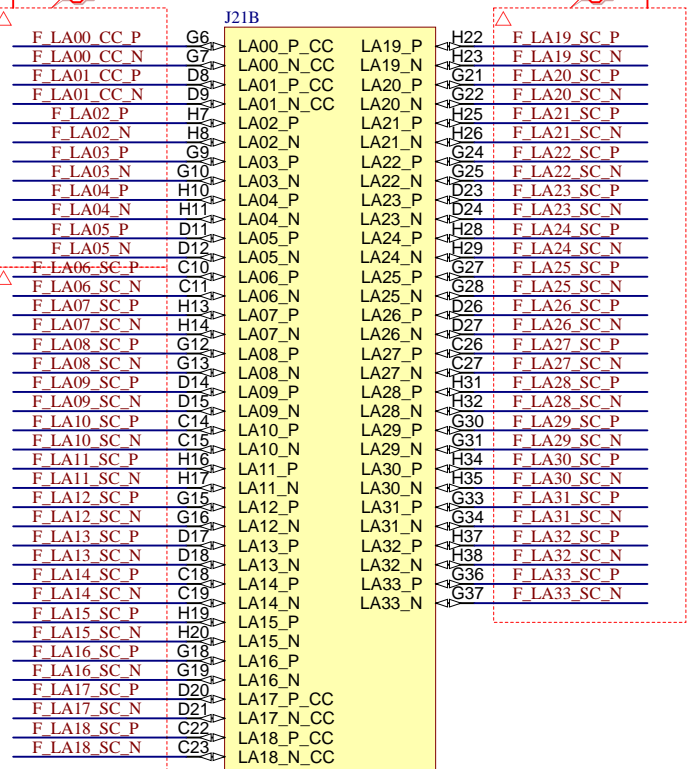 J21B
F_LA00_CC_P G6 LA00_P_CC LA19_P H22 F_LA19_SC_P
F_LA00_CC_N G7 LA00_N_CC LA19_N H23 F_LA19_SC_N
F_LA01_CC_P D8 LA01_P_CC LA20_P G21 F_LA20_SC_P
F_LA01_CC_N D9 LA01_N_CC LA20_N G22 F_LA20_SC_N
F_LA02_P H7 LA02_P LA21_P H25 F_LA21_SC_P
F_LA02_N H8 LA02_N LA21_N H26 F_LA21_SC_N
F_LA03_P G9 LA03_P LA22_P G24 F_LA22_SC_P
F_LA03_N G10 LA03_N LA22_N G25 F_LA22_SC_N
F_LA04_P H10 LA04_P LA23_P D23 F_LA23_SC_P
F_LA04_N H11 LA04_N LA23_N D24 F_LA23_SC_N
F_LA05_P D11 LA05_P LA24_P H28 F_LA24_SC_P
F_LA05_N D12 LA05_N LA24_N H29 F_LA24_SC_N
F_LA06_SC_P C10 LA06_P LA25_P G27 F_LA25_SC_P
F_LA06_SC_N C11 LA06_N LA25_N G28 F_LA25_SC_N
F_LA07_SC_P H13 LA07_P LA26_P D26 F_LA26_SC_P
F_LA07_SC_N H14 LA07_N LA26_N D27 F_LA26_SC_N
F_LA08_SC_P G12 LA08_P LA27_P C26 F_LA27_SC_P
F_LA08_SC_N G13 LA08_N LA27_N C27 F_LA27_SC_N
F_LA09_SC_P D14 LA09_P LA28_P H31 F_LA28_SC_P
F_LA09_SC_N D15 LA09_N LA28_N H32 F_LA28_SC_N
F_LA10_SC_P C14 LA10_P LA29_P G30 F_LA29_SC_P
F_LA10_SC_N C15 LA10_N LA29_N G31 F_LA29_SC_N
F_LA11_SC_P H16 LA11_P LA30_P H34 F_LA30_SC_P
F_LA11_SC_N H17 LA11_N LA30_N H35 F_LA30_SC_N
F_LA12_SC_P G15 LA12_P LA31_P G33 F_LA31_SC_P
F_LA12_SC_N G16 LA12_N LA31_N G34 F_LA31_SC_N
F_LA13_SC_P D17 LA13_P LA32_P H37 F_LA32_SC_P
F_LA13_SC_N D18 LA13_N LA32_N H38 F_LA32_SC_N
F_LA14_SC_P C18 LA14_P LA33_P G36 F_LA33_SC_P
F_LA14_SC_N C19 LA14_N LA33_N G37 F_LA33_SC_N
F_LA15_SC_P H19 LA15_P
F_LA15_SC_N H20 LA15_N
F_LA16_SC_P G18 LA16_P
F_LA16_SC_N G19 LA16_N
F_LA17_SC_P D20 LA17_P_CC
F_LA17_SC_N D21 LA17_N_CC
F_LA18_SC_P C22 LA18_P_CC
F_LA18_SC_N C23 LA18_N_CC